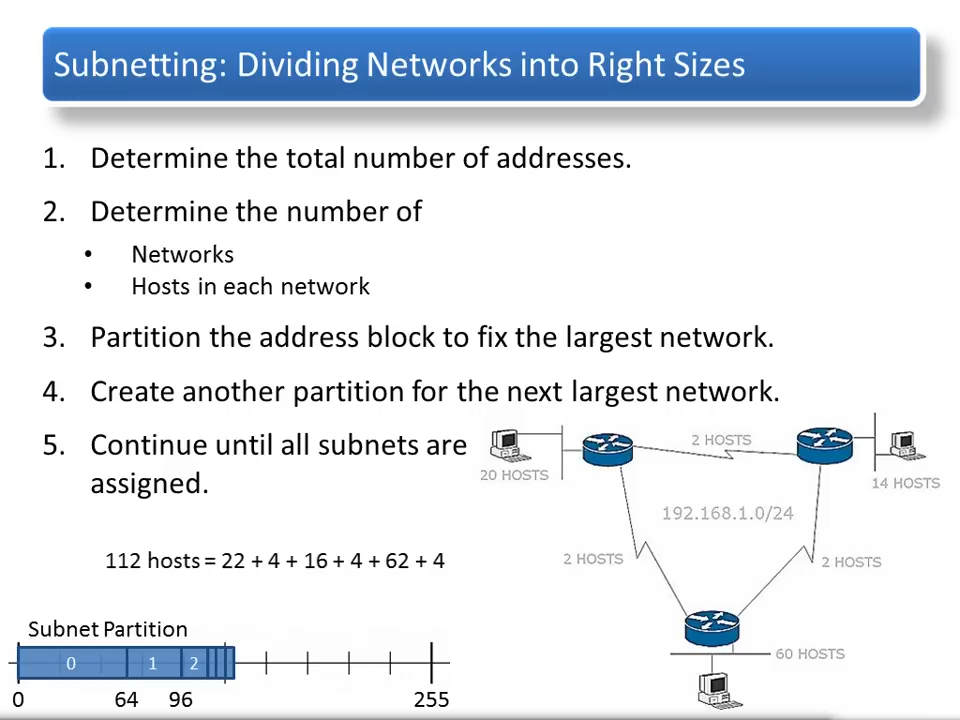 Subnetting: Dividing Networks into Right Sizes
1. Determine the total number of addresses.
2. Determine the number of
• Networks
• Hosts in each network
3. Partition the address block to fix the largest network.
4. Create another partition for the next largest network.
5. Continue until all subnets are
assigned.
112 hosts = 22 + 4 + 16 + 4 + 62 + 4
Subnet Partition
0 1 2
0 64 96 255
2 HOSTS
20 HOSTS
14 HOSTS
192.168.1.0/24
2 HOSTS
2 HOSTS
60 HOSTS